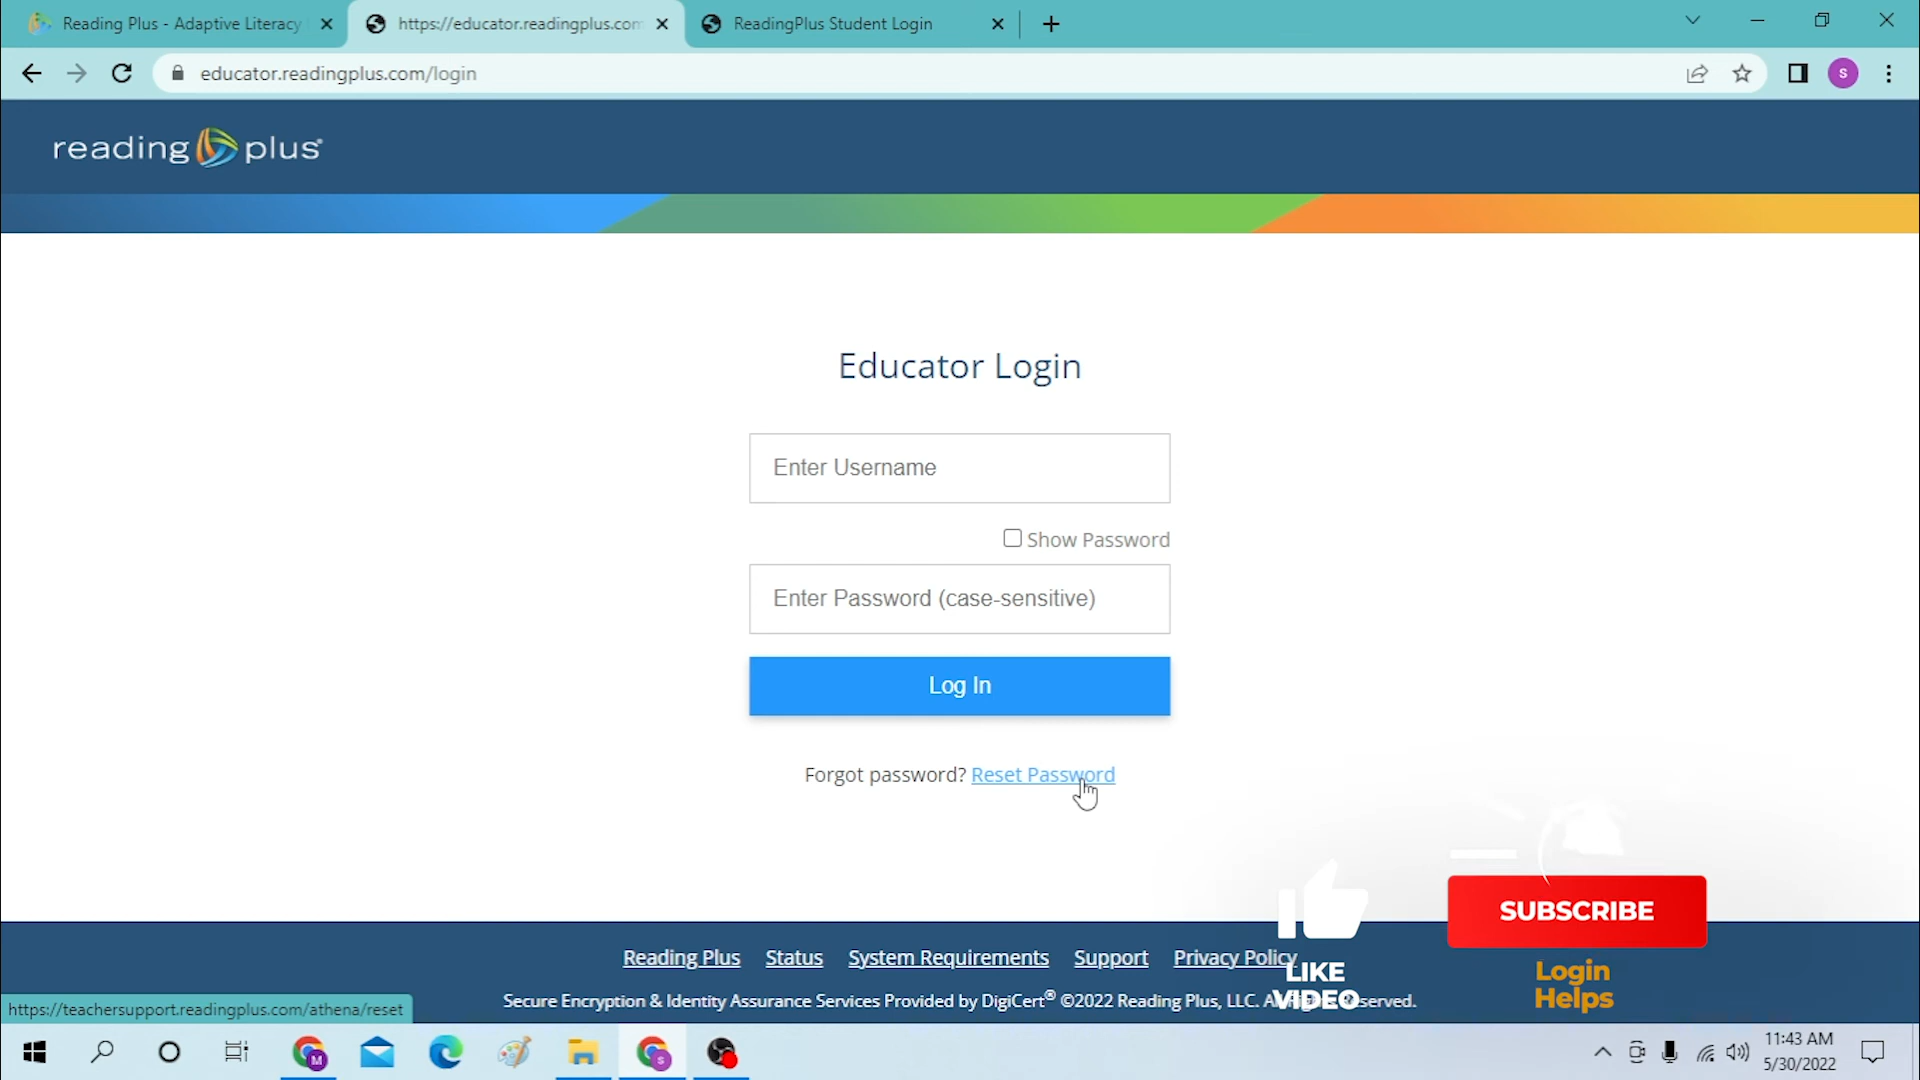 Reading Plus - Adaptive Literacy
https://educator.readingplus.com
ReadingPlus Student Login
educator.readingplus.com/login
S
reading plus
Educator Login
Enter Username
Show Password
Enter Password (case-sensitive)
Log In
Forgot password? Reset Password
SUBSCRIBE
Reading Plus Status System Requirements Support Privacy Policy
LIKE
VIDEO
Login
Helps
https://teachersupport.readingplus.com/athena/reset
Secure Encryption & Identity Assurance Services Provided by DigiCert® ©2022 Reading Plus, LLC. All Rights Reserved.
M
S
11:43 AM
5/30/2022